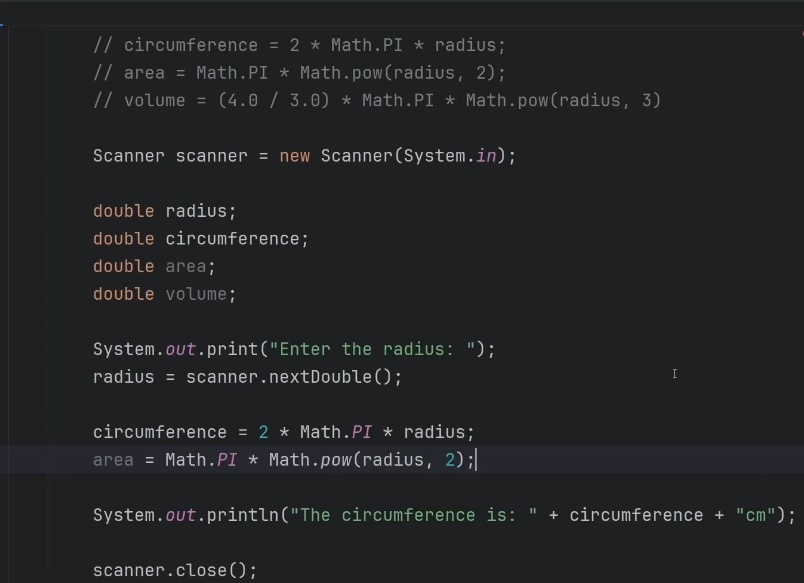 // circumference = 2 * Math.PI * radius;
// area = Math.PI * Math.pow(radius, 2);
// volume = (4.0 / 3.0) * Math.PI * Math.pow(radius, 3)
Scanner scanner = new Scanner(System.in);
double radius;
double circumference;
double area;
double volume;
System.out.print("Enter the radius: ");
radius = scanner.nextDouble();
circumference = 2 * Math.PI * radius;
area = Math.PI * Math.pow(radius, 2);
System.out.println("The circumference is: " + circumference + "cm");
scanner.close();